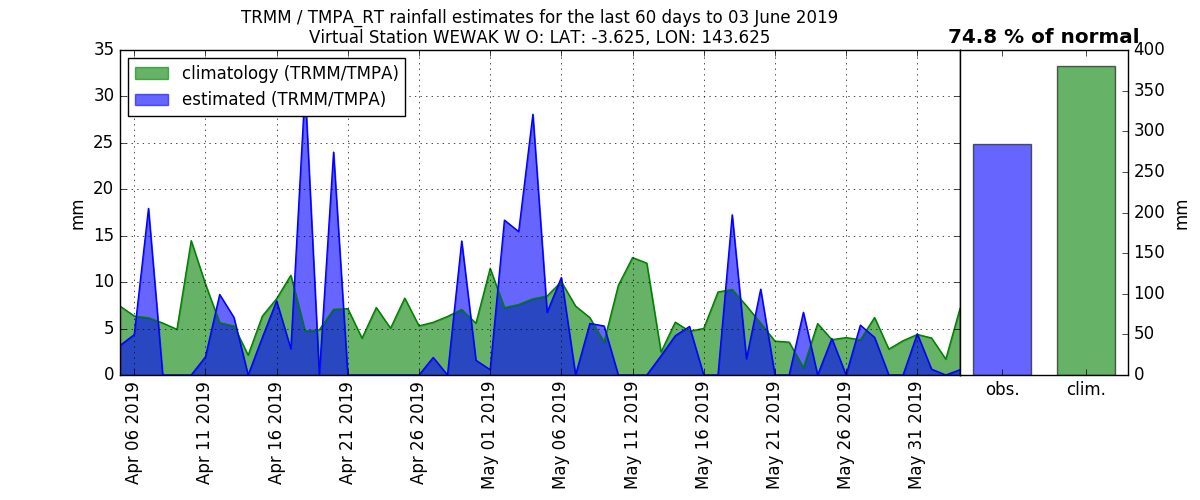 TRMM / TMPA_RT rainfall estimates for the last 60 days to 03 June 2019
Virtual Station WEWAK W O: LAT: -3.625, LON: 143.625
74.8 % of normal
climatology (TRMM/TMPA)
estimated (TRMM/TMPA)
mm
35
30
25
20
15
10
5
0
Apr 06 2019
Apr 11 2019
Apr 16 2019
Apr 21 2019
Apr 26 2019
May 01 2019
May 06 2019
May 11 2019
May 16 2019
May 21 2019
May 26 2019
May 31 2019
obs.
clim.
400
350
300
250
200
150
100
50
0
mm